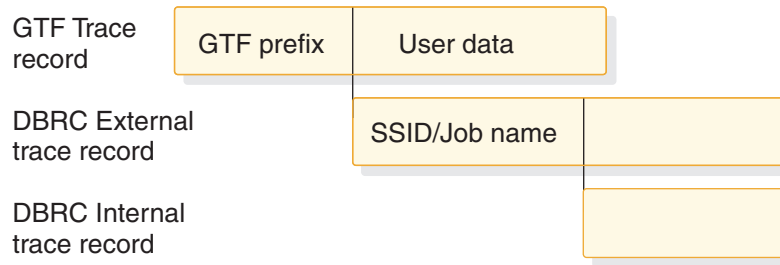 GTF Trace
record
GTF prefix
User data
DBRC External
trace record
SSID/Job name
DBRC Internal
trace record